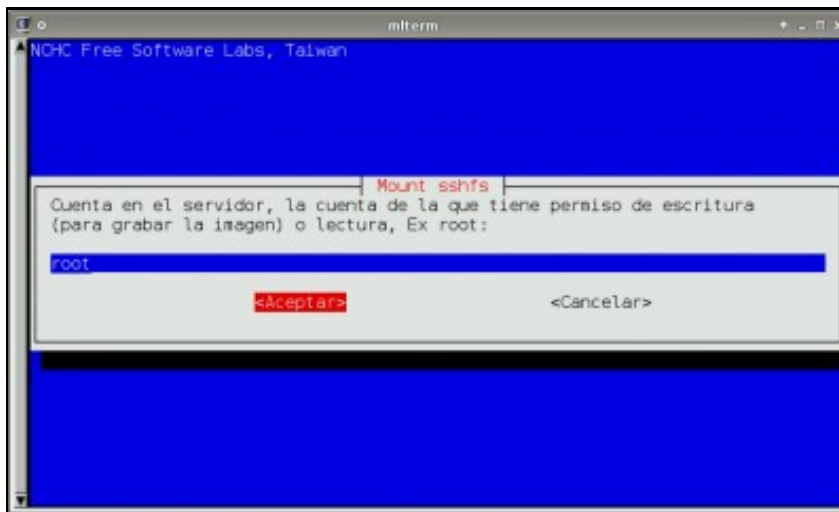 mlterm
NCHC Free Software Labs, Taiwan
Mount sshfs
Cuenta en el servidor, la cuenta de la que tiene permiso de escritura
(para grabar la imagen) o lectura, Ex root:
root
<Aceptar> <Cancelar>